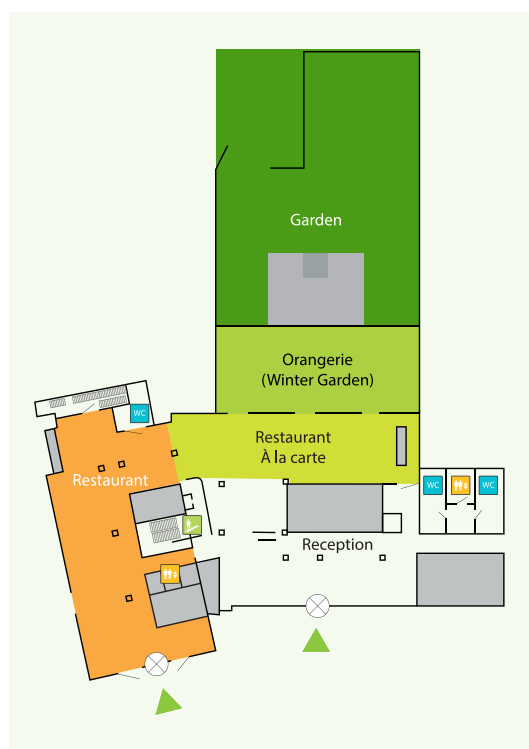 Garden
Orangerie
(Winter Garden)
Restaurant
À la carte
WC
Restaurant
WC
WC
Reception